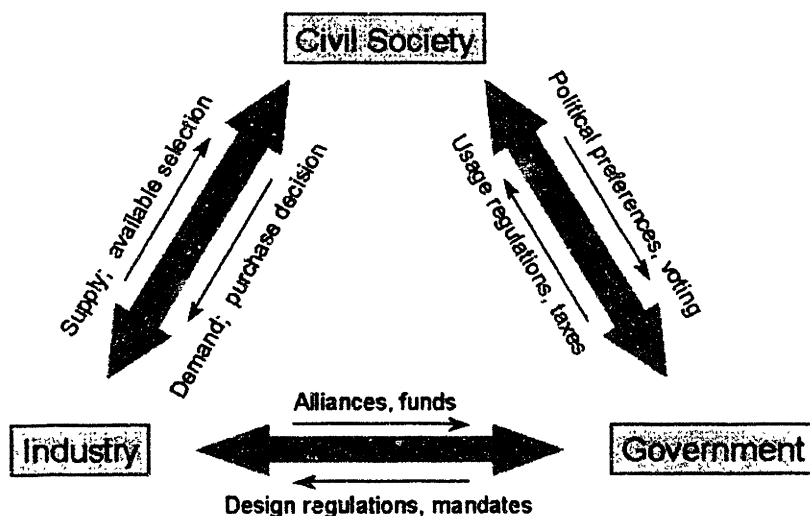 Civil Society
Supply; available selection
Demand; purchase decision
Usage regulations, taxes
Political preferences, voting
Alliances, funds
Industry
Government
Design regulations, mandates